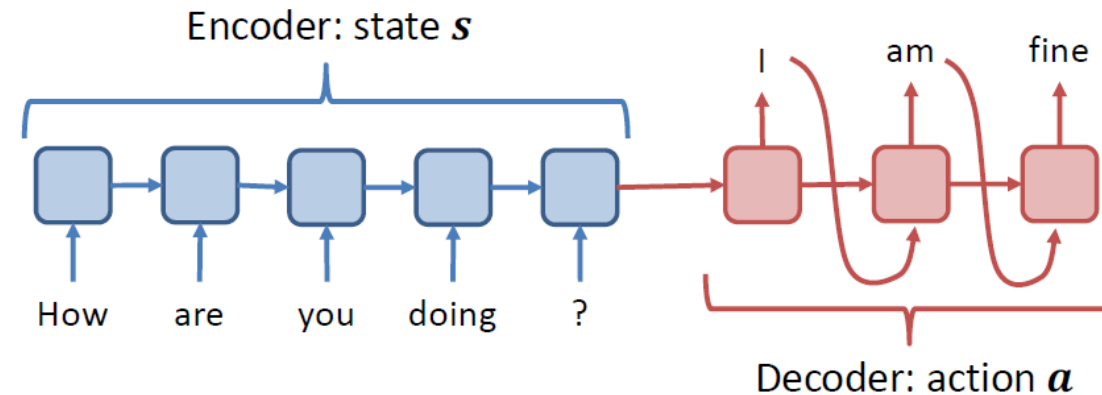 Encoder: state s
I am fine
How are you doing ?
Decoder: action a